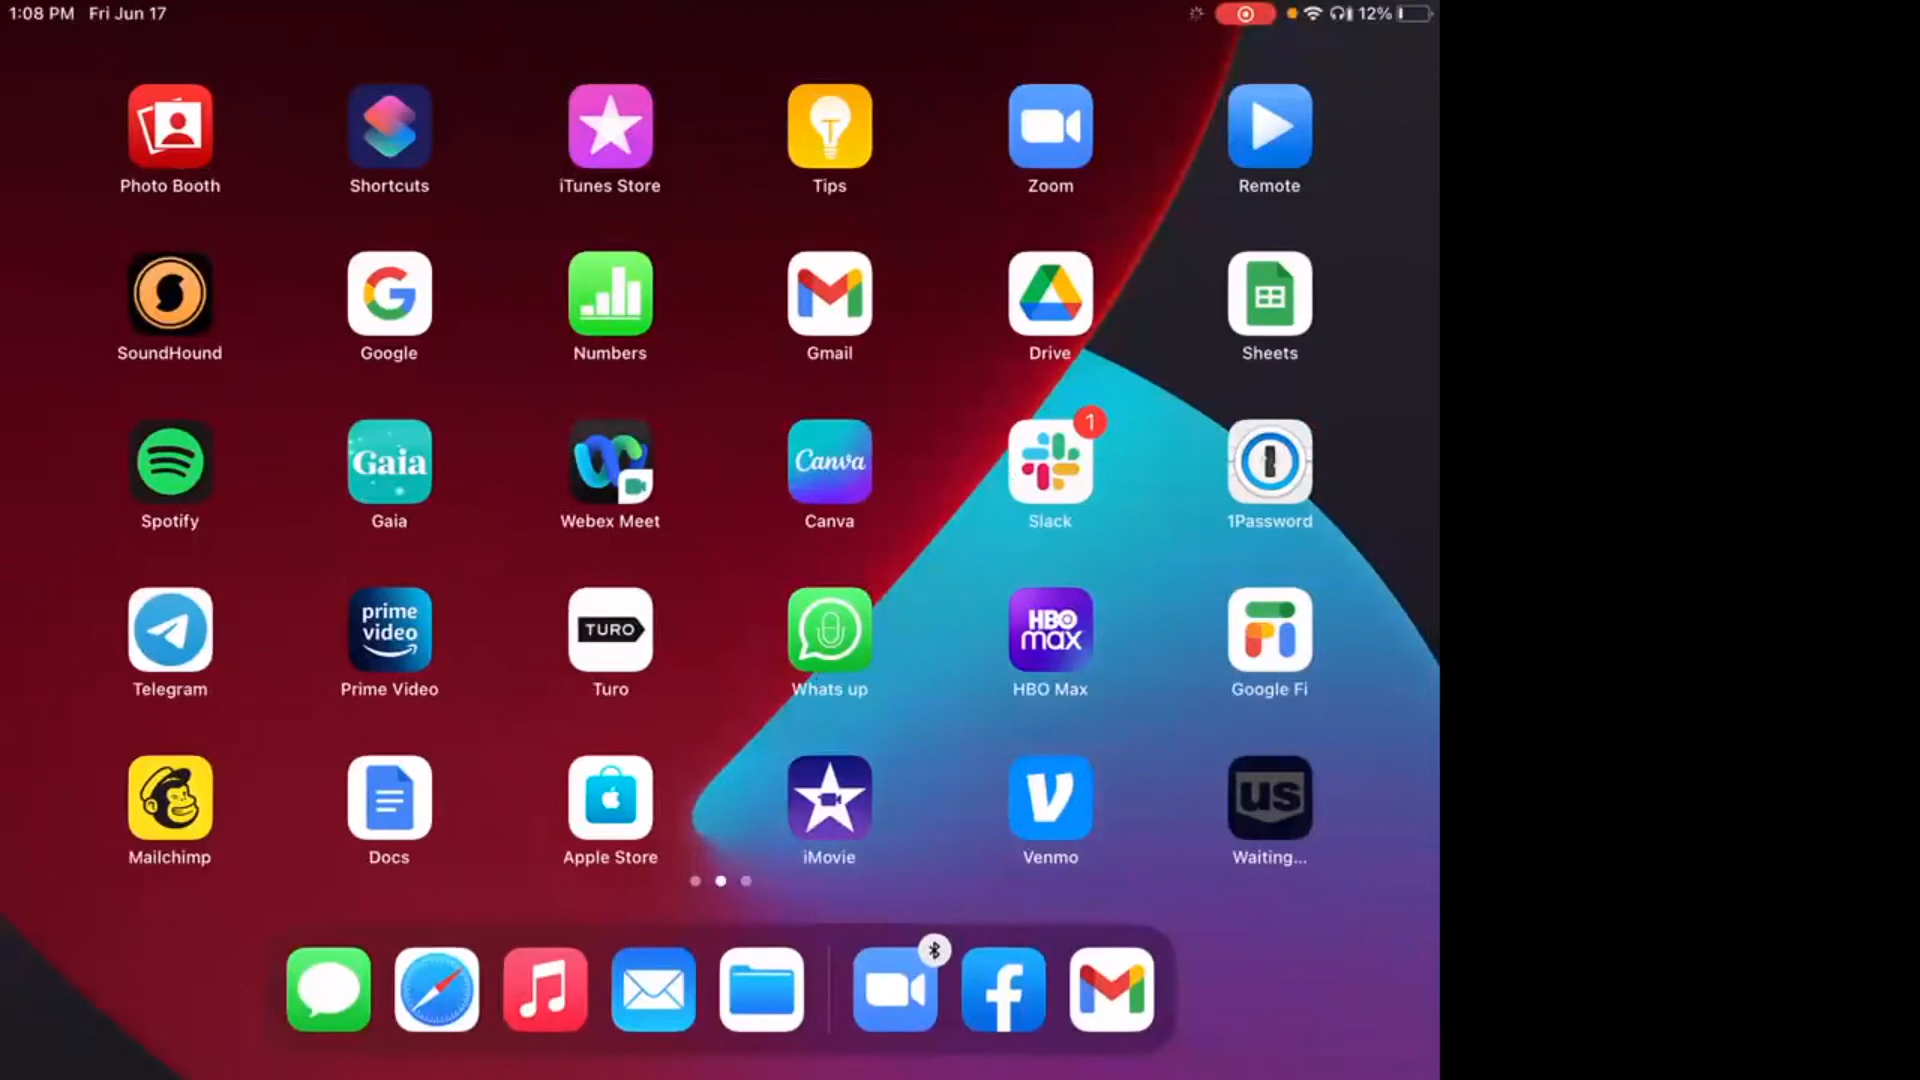 1:08 PM Fri Jun 17 12%
Photo Booth Shortcuts iTunes Store Tips Zoom Remote
SoundHound Google Numbers Gmail Drive Sheets
Gaia Canva 1
Spotify Gaia Webex Meet Canva Slack 1Password
prime video TURO HBO max
Telegram Prime Video Turo Whats up HBO Max Google Fi
us
Mailchimp Docs Apple Store iMovie Venmo Waiting...